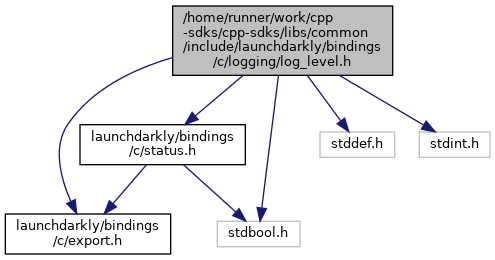 /home/runner/work/cpp
-sdks/cpp-sdks/libs/common
/include/launchdarkly/bindings
/c/logging/log_level.h
launchdarkly/bindings
/c/status.h
stddef.h
stdint.h
launchdarkly/bindings
/c/export.h
stdbool.h